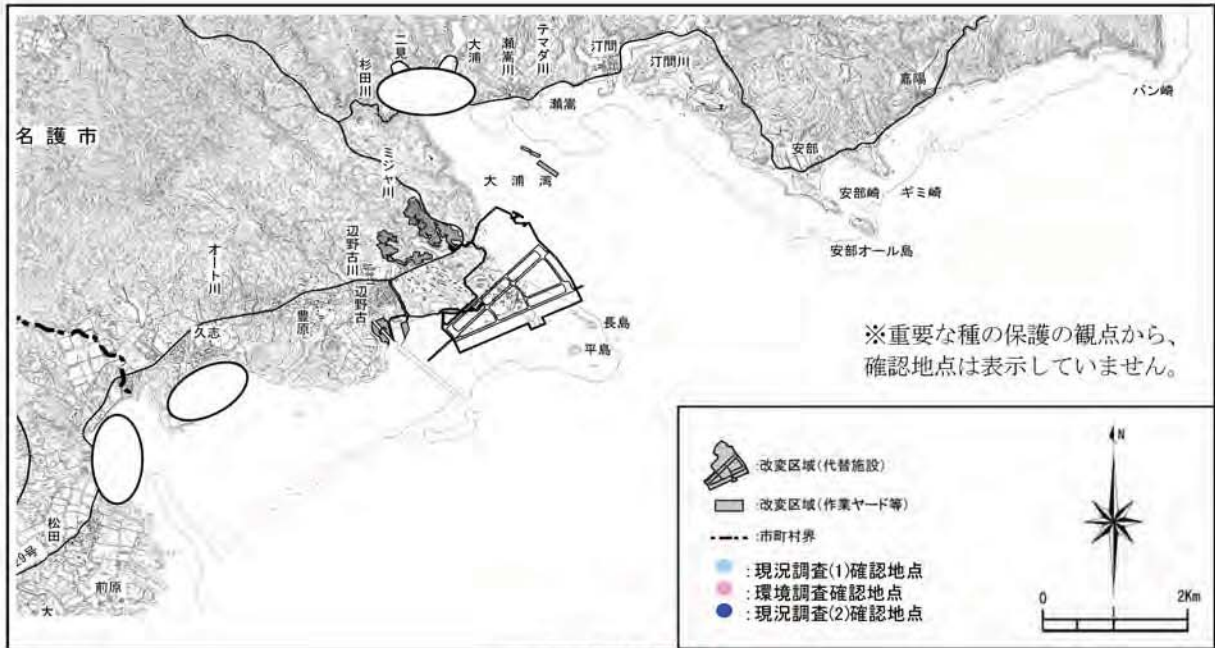 名護市
杉田川
二見
大浦
瀬嵩川
テマダ川
汀間
汀間川
瀬嵩
嘉陽
バン崎
安部
安部崎
ギミ崎
安部オール島
大浦湾
ミジャ川
辺野古川
辺野古
オートト川
豊原
久志
長島
平島
松田
29号
前原
大
※重要な種の保護の観点から、
確認地点は表示していません。
:改変区域(代替施設)
:改変区域(作業ヤード等)
:市町村界
:現況調査(1)確認地点
:環境調査確認地点
:現況調査(2)確認地点
N
0 2Km